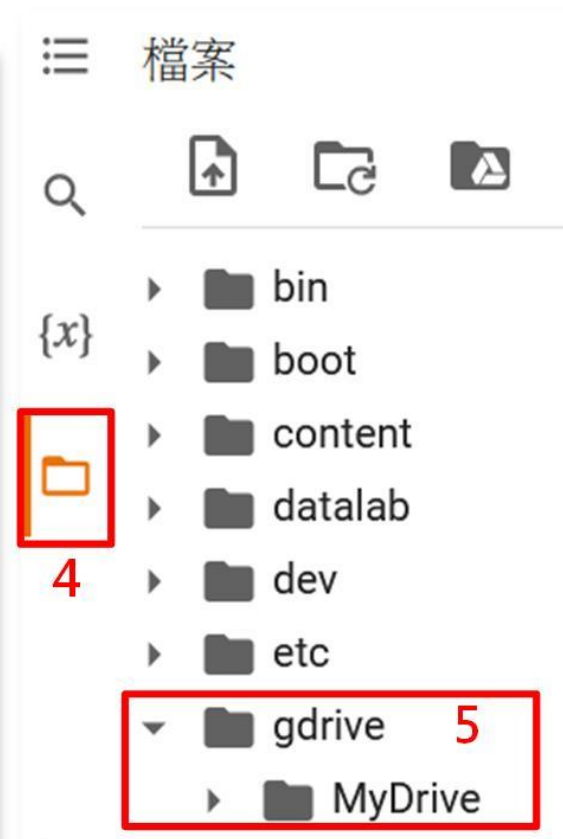 檔案
{x}
bin
boot
content
datalab
4
dev
etc
gdrive 5
MyDrive